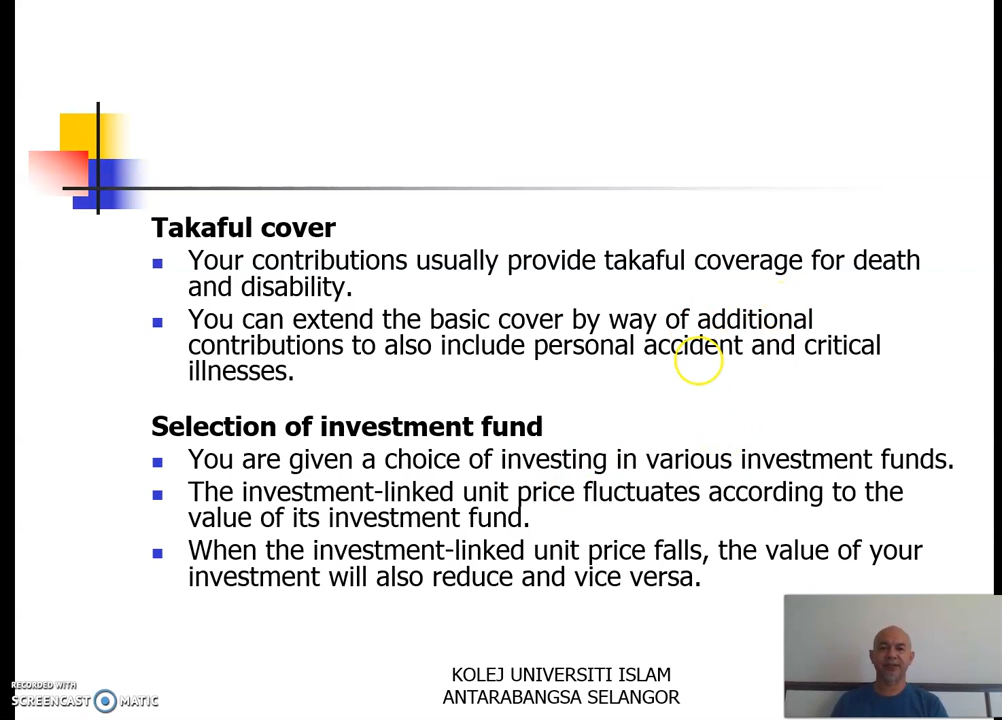 Takaful cover
Your contributions usually provide takaful coverage for death
and disability.
You can extend the basic cover by way of additional
contributions to also include personal accident and critical
illnesses.
Selection of investment fund
You are given a choice of investing in various investment funds.
The investment-linked unit price fluctuates according to the
value of its investment fund.
When the investment-linked unit price falls, the value of your
investment will also reduce and vice versa.
KOLEJ UNIVERSITI ISLAM
ANTARABANGSA SELANGOR
RECORDED WITH
SCREENCAST MATIC